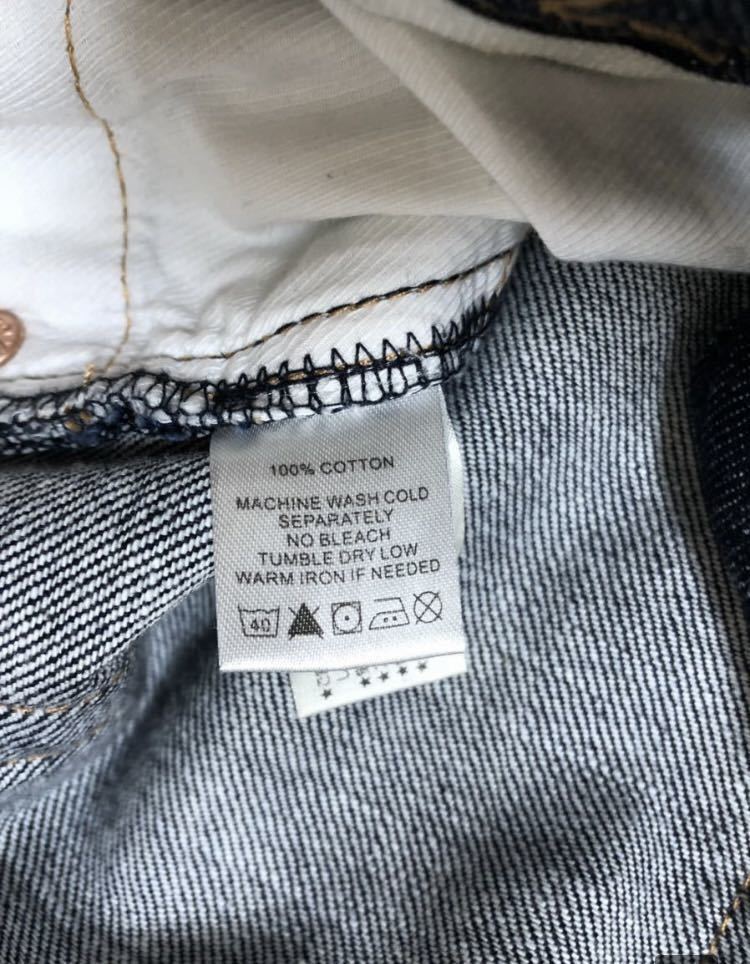 100% COTTON
MACHINE WASH COLD
SEPARATELY
NO BLEACH
TUMBLE DRY LOW
WARM IRON IF NEEDED
40